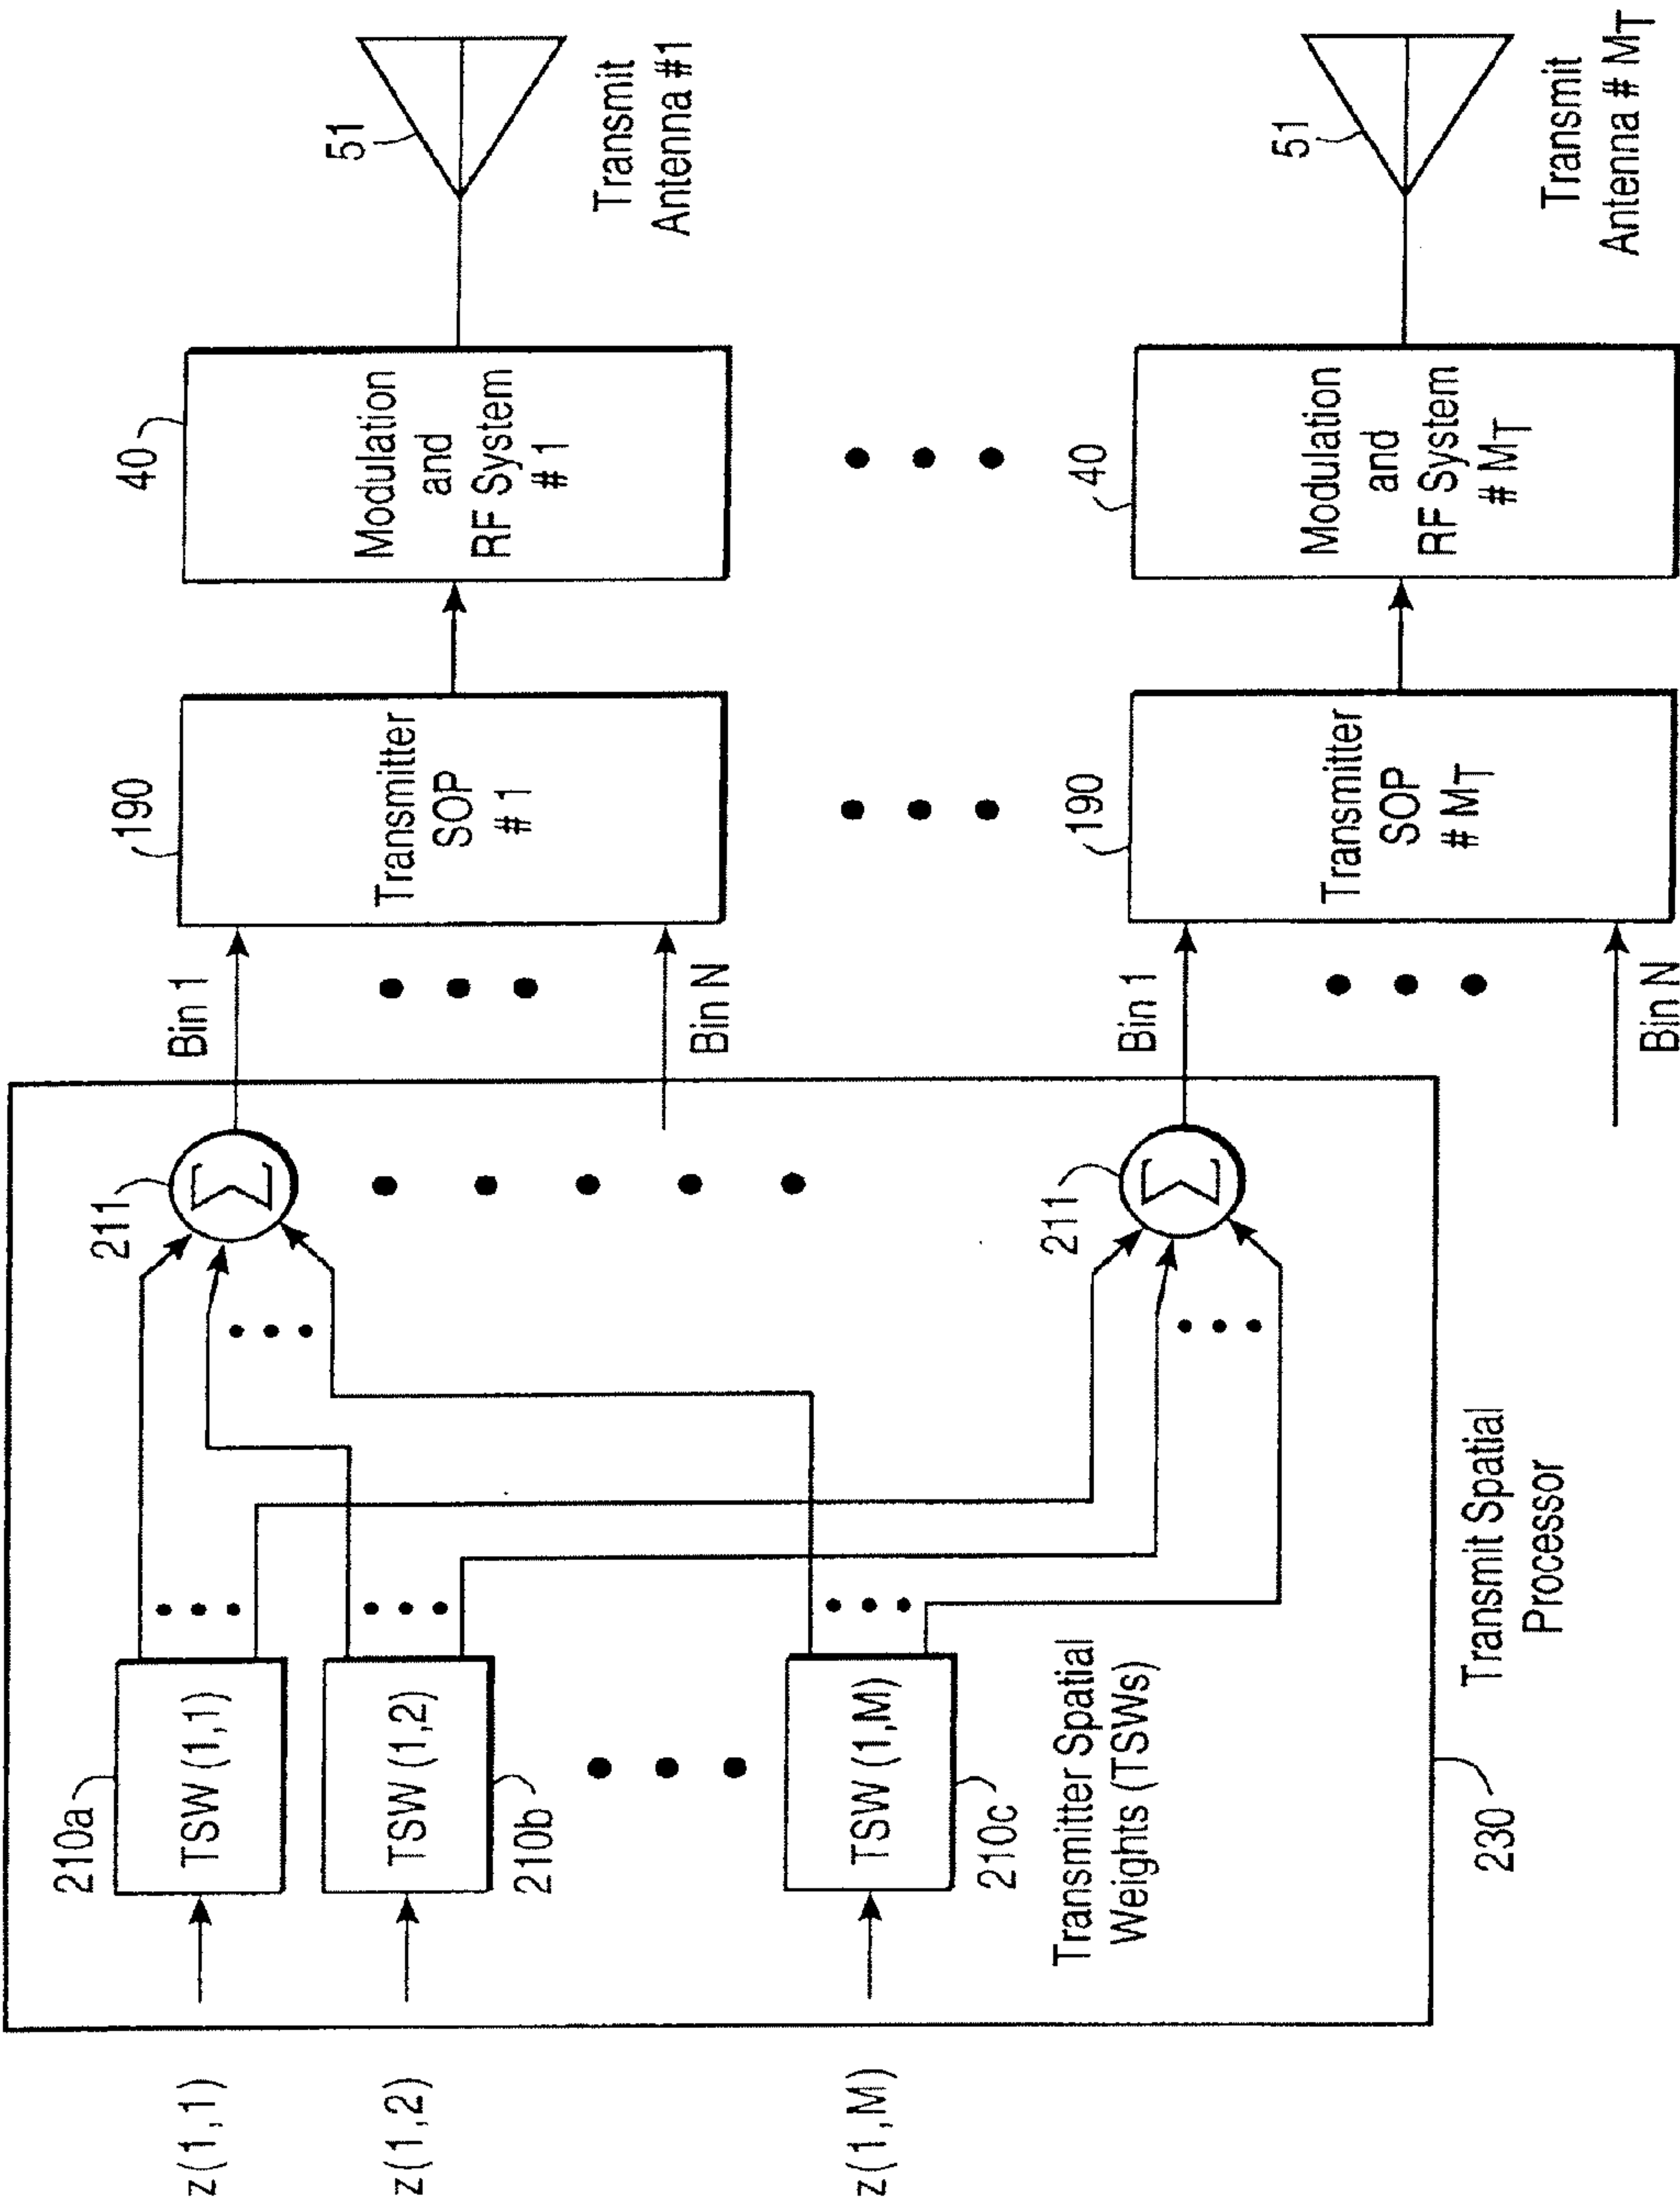 z(1,1)
z(1,2)
z(1,M)
210a
TSW (1,1)
TSW (1,2)
210b
TSW (1,M)
210c
Transmitter Spatial
Weights (TSWs)
230
Transmit Spatial
Processor
211
Σ
211
Σ
Bin 1
Bin N
Bin 1
Bin N
190
Transmitter
SOP
# 1
190
Transmitter
SOP
# MT
40
Modulation
and
RF System
# 1
40
Modulation
and
RF System
# MT
51
Transmit
Antenna #1
51
Transmit
Antenna # MT